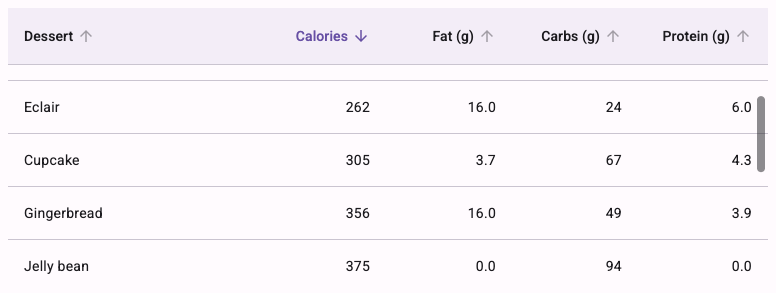 Dessert Calories Fat (g) Carbs (g) Protein (g)
Eclair 262 16.0 24 6.0
Cupcake 305 3.7 67 4.3
Gingerbread 356 16.0 49 3.9
Jelly bean 375 0.0 94 0.0